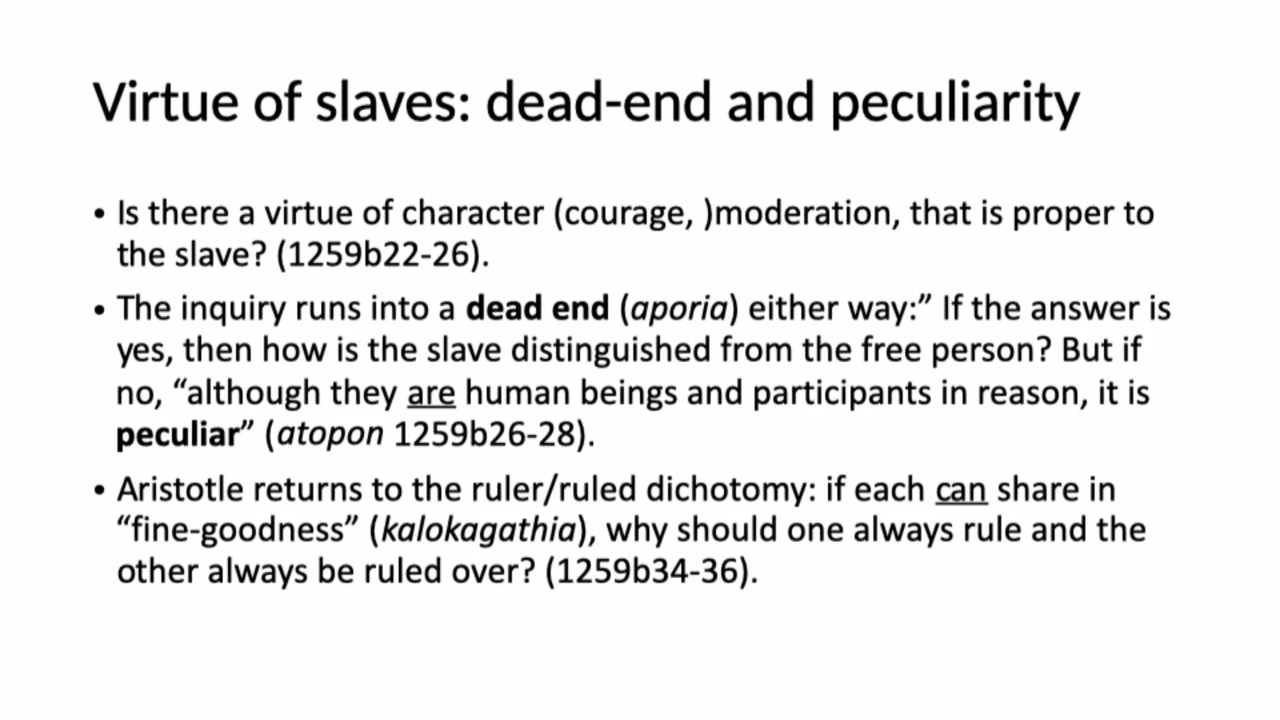 Virtue of slaves: dead-end and peculiarity
• Is there a virtue of character (courage, )moderation, that is proper to
the slave? (1259b22-26).
• The inquiry runs into a dead end (aporia) either way:” If the answer is
yes, then how is the slave distinguished from the free person? But if
no, “although they are human beings and participants in reason, it is
peculiar” (atopon 1259b26-28).
• Aristotle returns to the ruler/ruled dichotomy: if each can share in
“fine-goodness” (kalokagathia), why should one always rule and the
other always be ruled over? (1259b34-36).